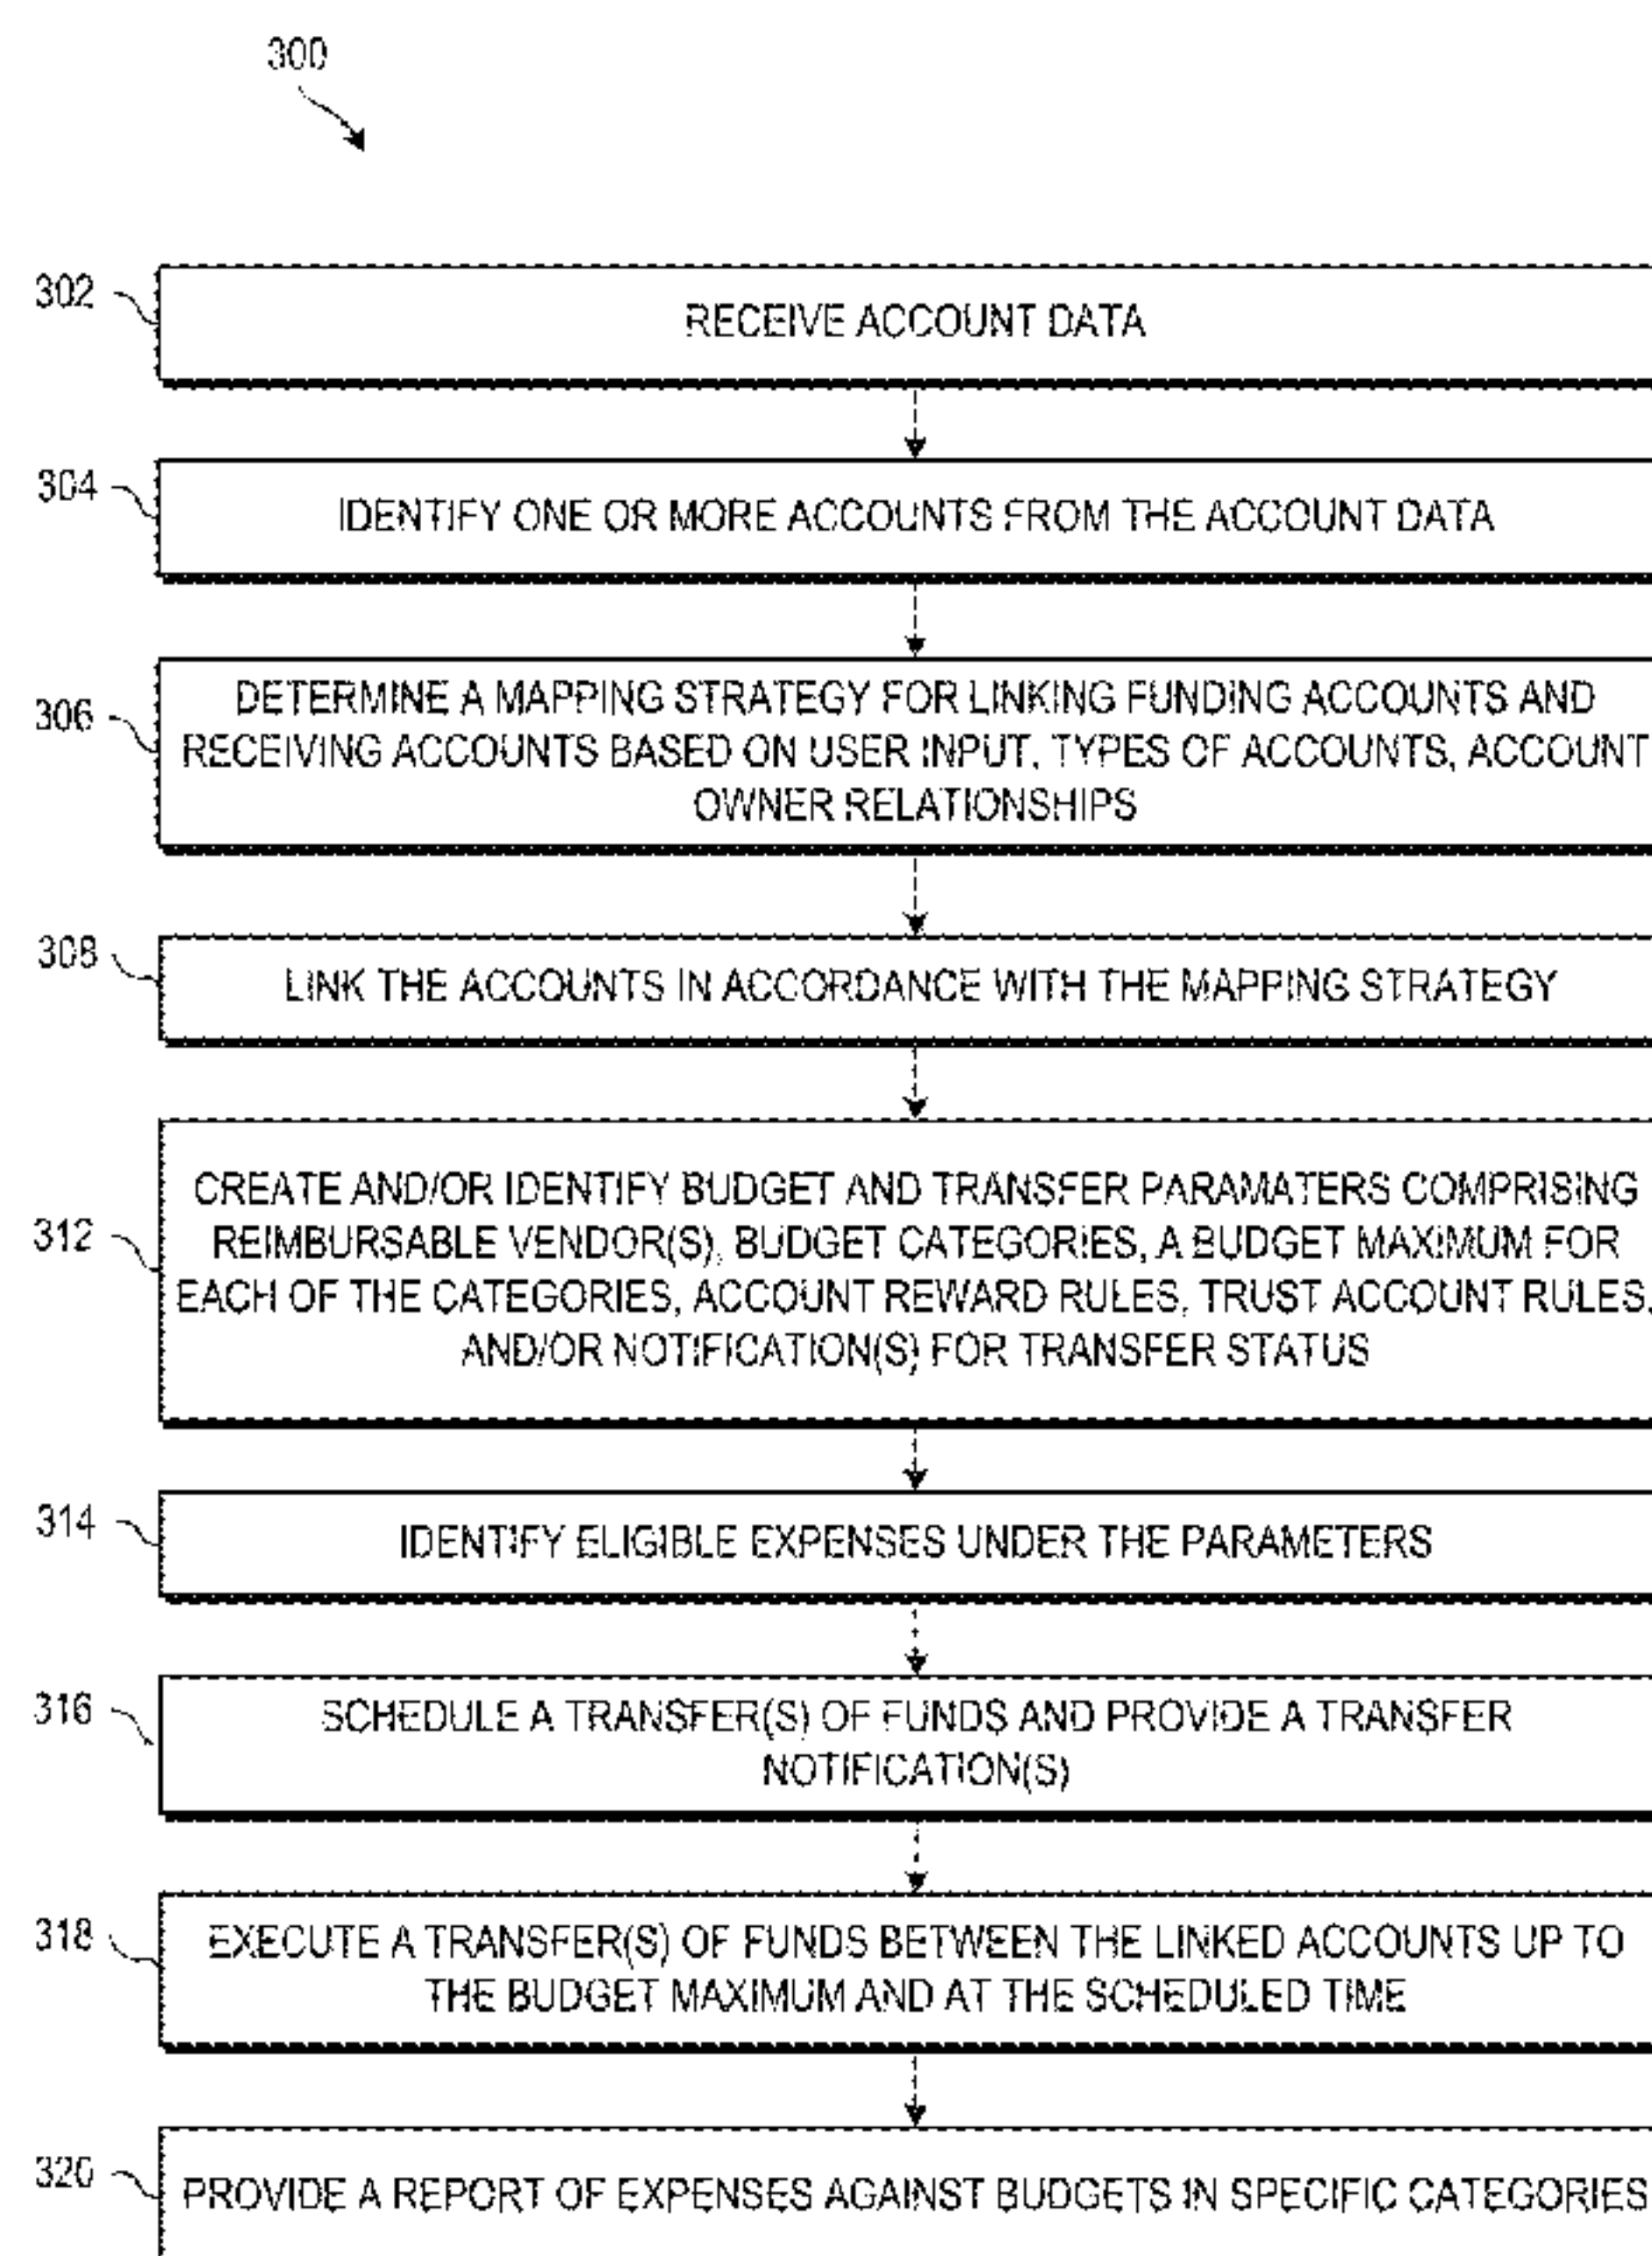 300
302
RECEIVE ACCOUNT DATA
304
IDENTIFY ONE OR MORE ACCOUNTS FROM THE ACCOUNT DATA
306
DETERMINE A MAPPING STRATEGY FOR LINKING FUNDING ACCOUNTS AND
RECEIVING ACCOUNTS BASED ON USER INPUT, TYPES OF ACCOUNTS, ACCOUNT
OWNER RELATIONSHIPS
308
LINK THE ACCOUNTS IN ACCORDANCE WITH THE MAPPING STRATEGY
312
CREATE AND/OR IDENTIFY BUDGET AND TRANSFER PARAMATERS COMPRISING
REIMBURSABLE VENDOR(S), BUDGET CATEGORIES, A BUDGET MAXIMUM FOR
EACH OF THE CATEGORIES, ACCOUNT REWARD RULES, TRUST ACCOUNT RULES,
AND/OR NOTIFICATION(S) FOR TRANSFER STATUS
314
IDENTIFY ELIGIBLE EXPENSES UNDER THE PARAMETERS
316
SCHEDULE A TRANSFER(S) OF FUNDS AND PROVIDE A TRANSFER
NOTIFICATION(S)
318
EXECUTE A TRANSFER(S) OF FUNDS BETWEEN THE LINKED ACCOUNTS UP TO
THE BUDGET MAXIMUM AND AT THE SCHEDULED TIME
320
PROVIDE A REPORT OF EXPENSES AGAINST BUDGETS IN SPECIFIC CATEGORIES